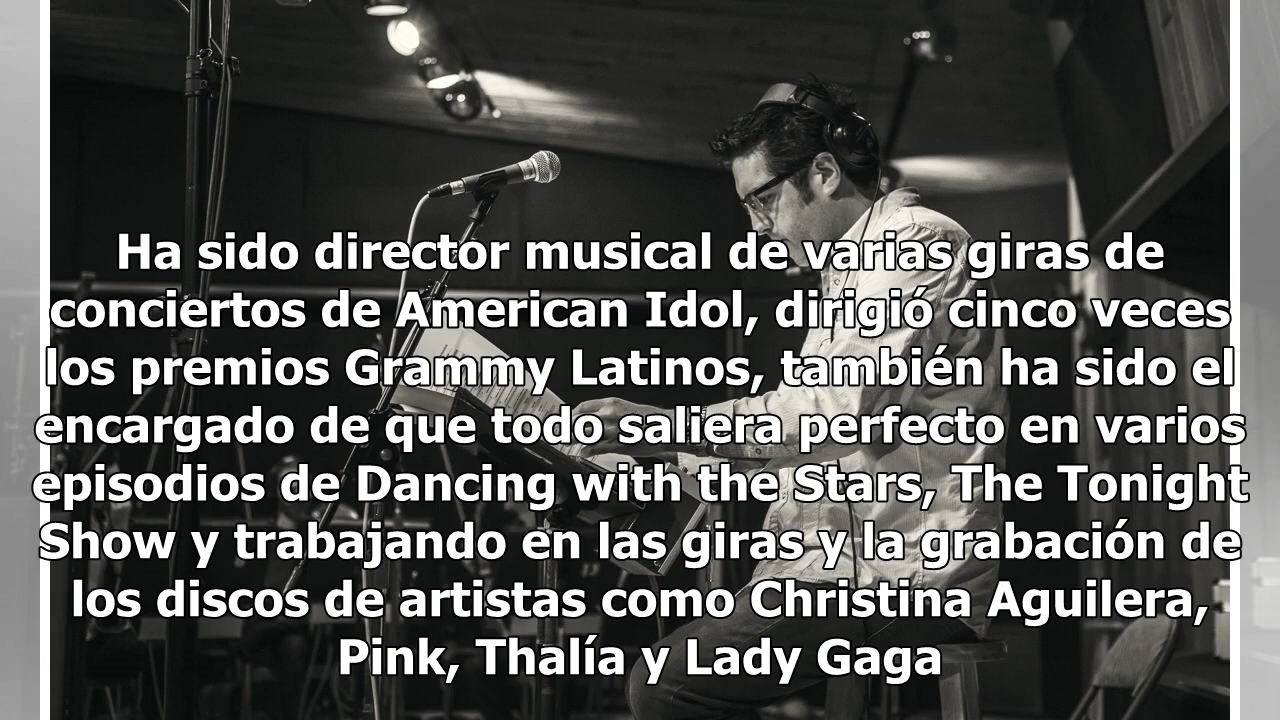 Ha sido director musical de varias giras de
conciertos de American Idol, dirigió cinco veces
los premios Grammy Latinos, también ha sido el
encargado de que todo saliera perfecto en varios
episodios de Dancing with the Stars, The Tonight
Show y trabajando en las giras y la grabación de
los discos de artistas como Christina Aguilera,
Pink, Thalía y Lady Gaga